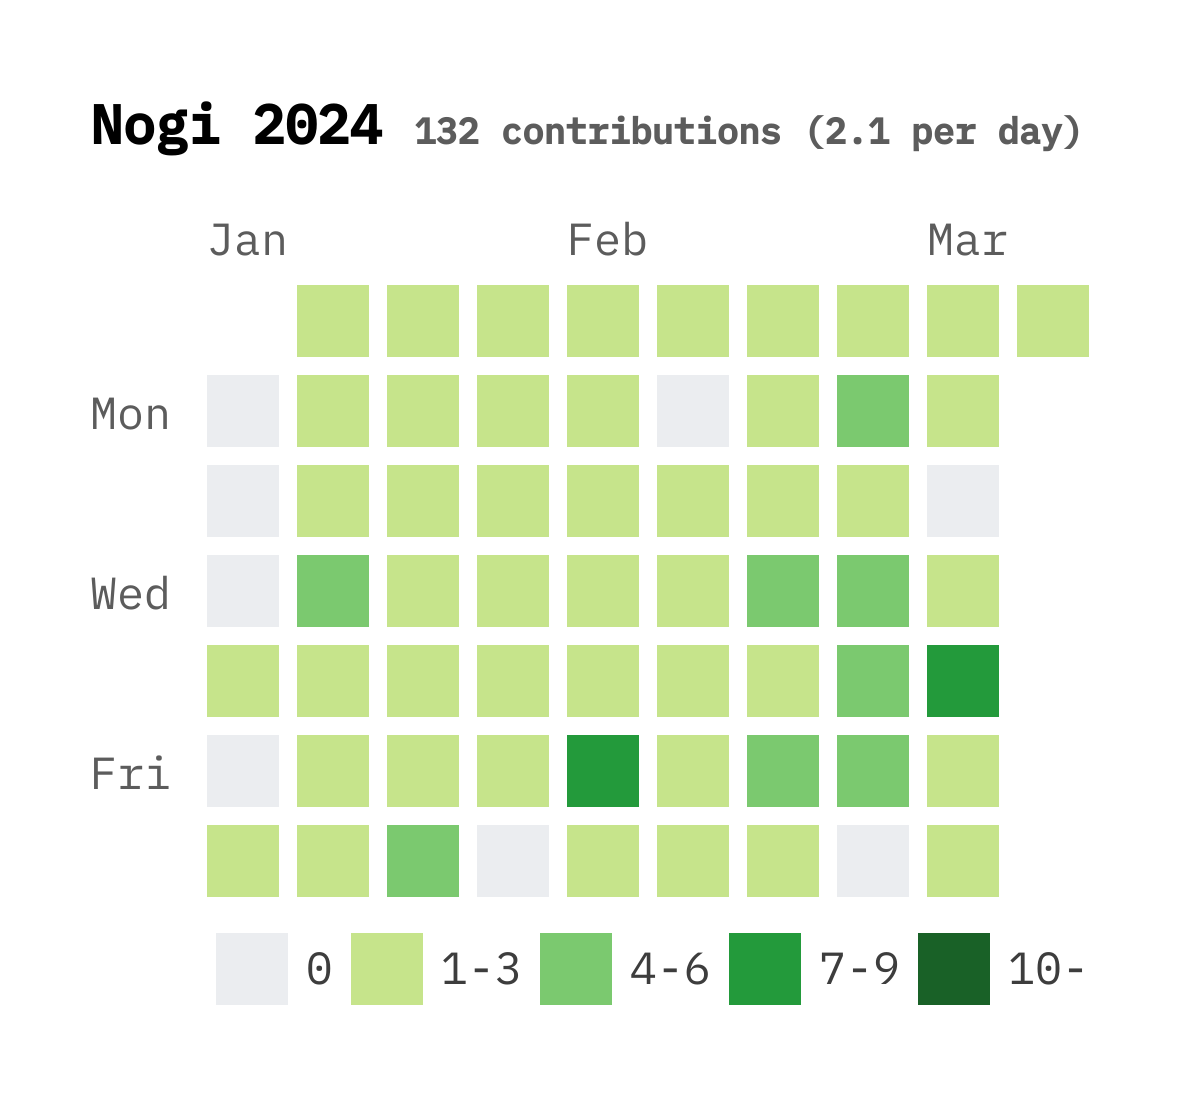 Nogi 2024 132 contributions (2.1 per day)
Jan Feb Mar
Mon
Wed
Fri
0 1-3 4-6 7-9 10-